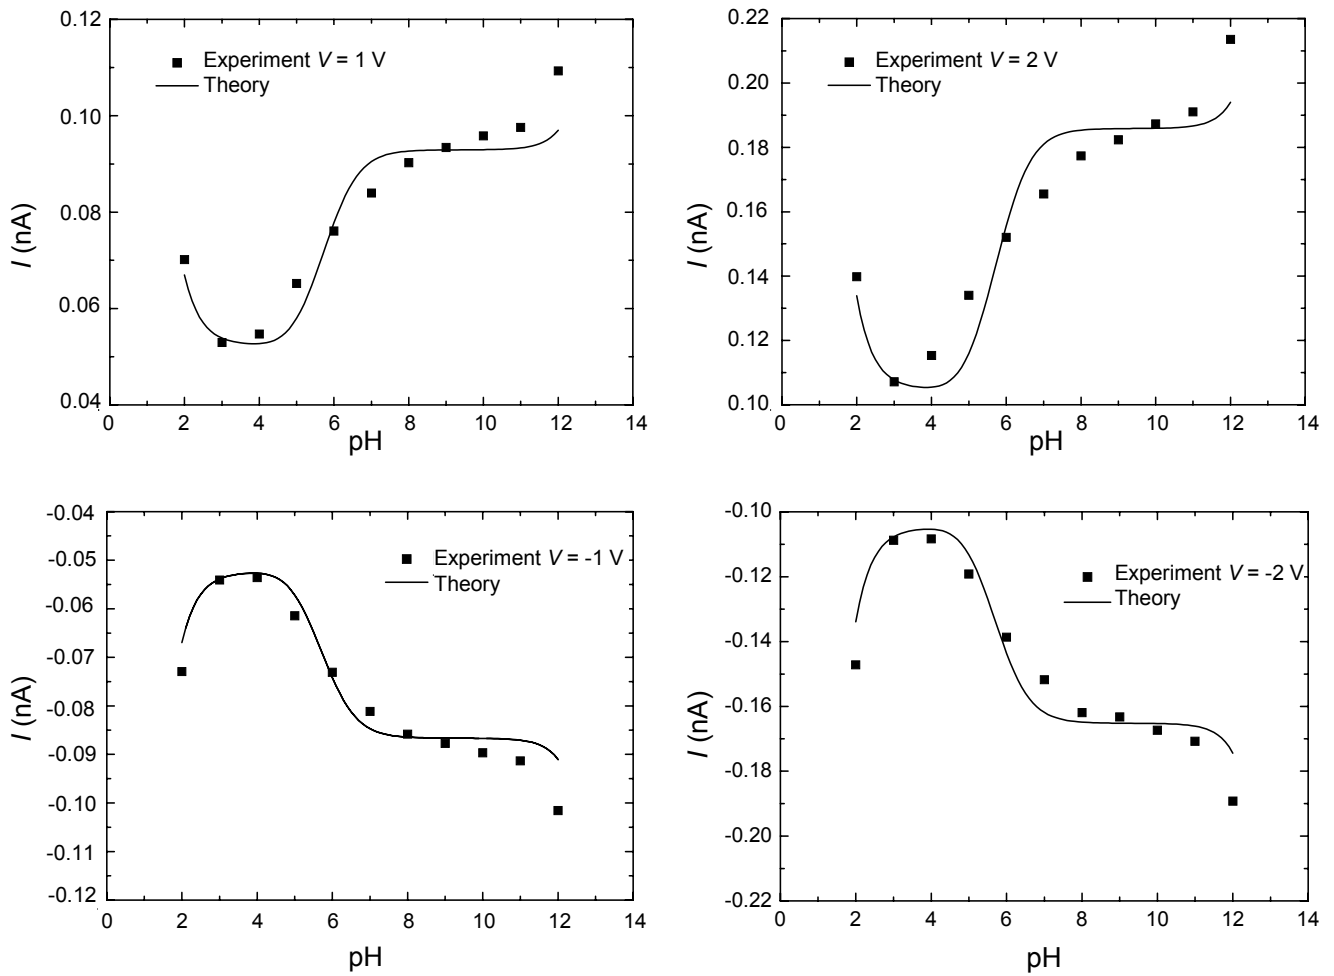 0.12
0.10
0.08
0.06
0.04
I (nA)
Experiment V = 1 V
Theory
0 2 4 6 8 10 12 14
pH
0.22
0.20
0.18
0.16
0.14
0.12
0.10
I (nA)
Experiment V = 2 V
Theory
0 2 4 6 8 10 12 14
pH
-0.04
-0.05
-0.06
-0.07
-0.08
-0.09
-0.10
-0.11
-0.12
I (nA)
Experiment V = -1 V
Theory
0 2 4 6 8 10 12 14
pH
-0.10
-0.12
-0.14
-0.16
-0.18
-0.20
-0.22
I (nA)
Experiment V = -2 V
Theory
0 2 4 6 8 10 12 14
pH